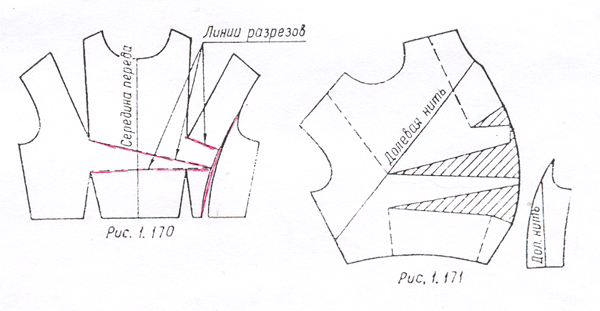 Линии разрезов
Середина переда
Рис. 1. 170
Долевая нить
Дол. нить
Рис, 1. 171